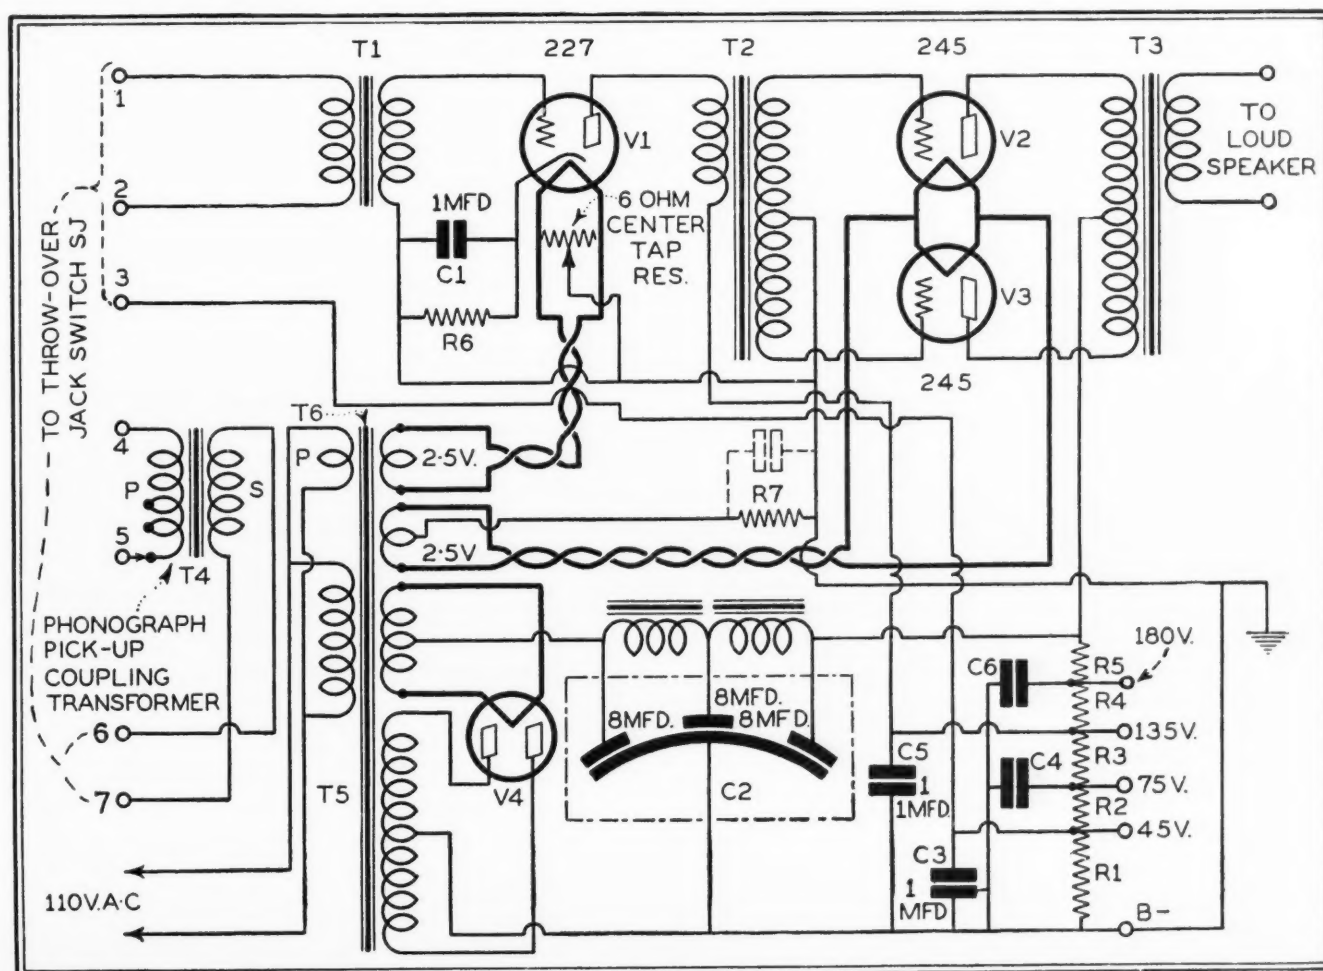 T1
227
T2
245
T3
1
2
3
TO THROW-OVER
JACK SWITCH SJ
V1
V2
V3
TO
LOUD
SPEAKER
1MFD
C1
R6
6 OHM
CENTER
TAP
RES.
245
T6
4
P
S
5
T4
P
2·5V.
2·5V
R7
PHONOGRAPH
PICK-UP
COUPLING
TRANSFORMER
6
7
T5
V4
8MFD.
8MFD.
8MFD.
C2
C6
R5
R4
180V.
135V.
C5
1
1MFD.
C4
R3
75V.
R2
45V.
C3
1
MFD
R1
B-
110V.A·C